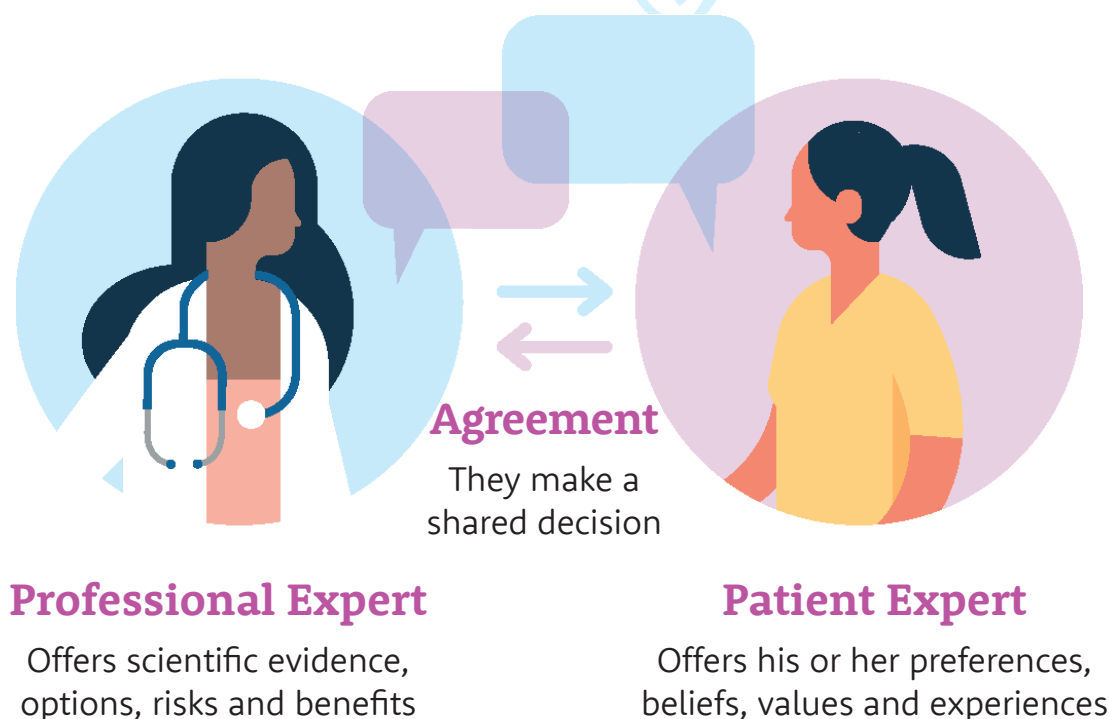 Agreement
They make a
shared decision
Professional Expert
Offers scientific evidence,
options, risks and benefits
Patient Expert
Offers his or her preferences,
beliefs, values and experiences